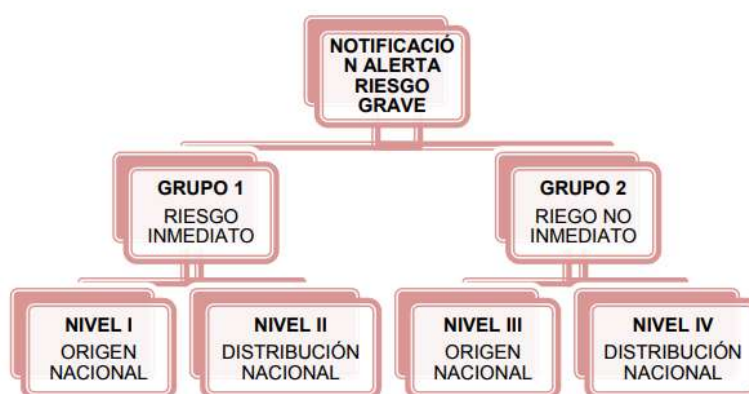 NOTIFICACIÓ
N ALERTA
RIESGO
GRAVE
GRUPO 1
RIESGO
INMEDIATO
GRUPO 2
RIEGO NO
INMEDIATO
NIVEL I
ORIGEN
NACIONAL
NIVEL II
DISTRIBUCIÓN
NACIONAL
NIVEL III
ORIGEN
NACIONAL
NIVEL IV
DISTRIBUCIÓN
NACIONAL